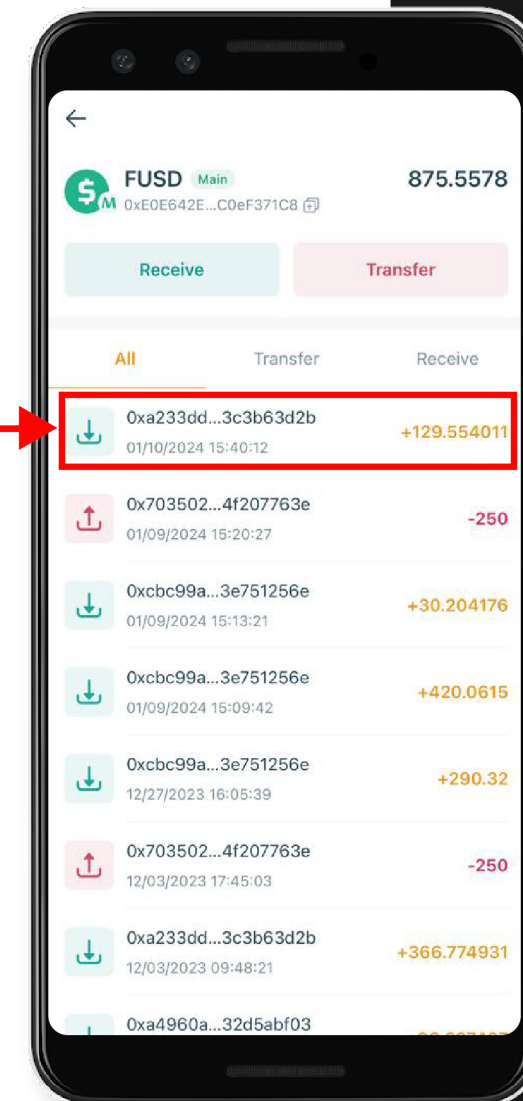 FUSD Main 875.5578
0xE0E642E...C0eF371C8
Receive Transfer
All Transfer Receive
0xa233dd...3c3b63d2b
+129.554011
01/10/2024 15:40:12
0x703502...4f207763e
-250
01/09/2024 15:20:27
0xcbc99a...3e751256e
+30.204176
01/09/2024 15:13:21
0xcbc99a...3e751256e
+420.0615
01/09/2024 15:09:42
0xcbc99a...3e751256e
+290.32
12/27/2023 16:05:39
0x703502...4f207763e
-250
12/03/2023 17:45:03
0xa233dd...3c3b63d2b
+366.774931
12/03/2023 09:48:21
0xa4960a...32d5abf03